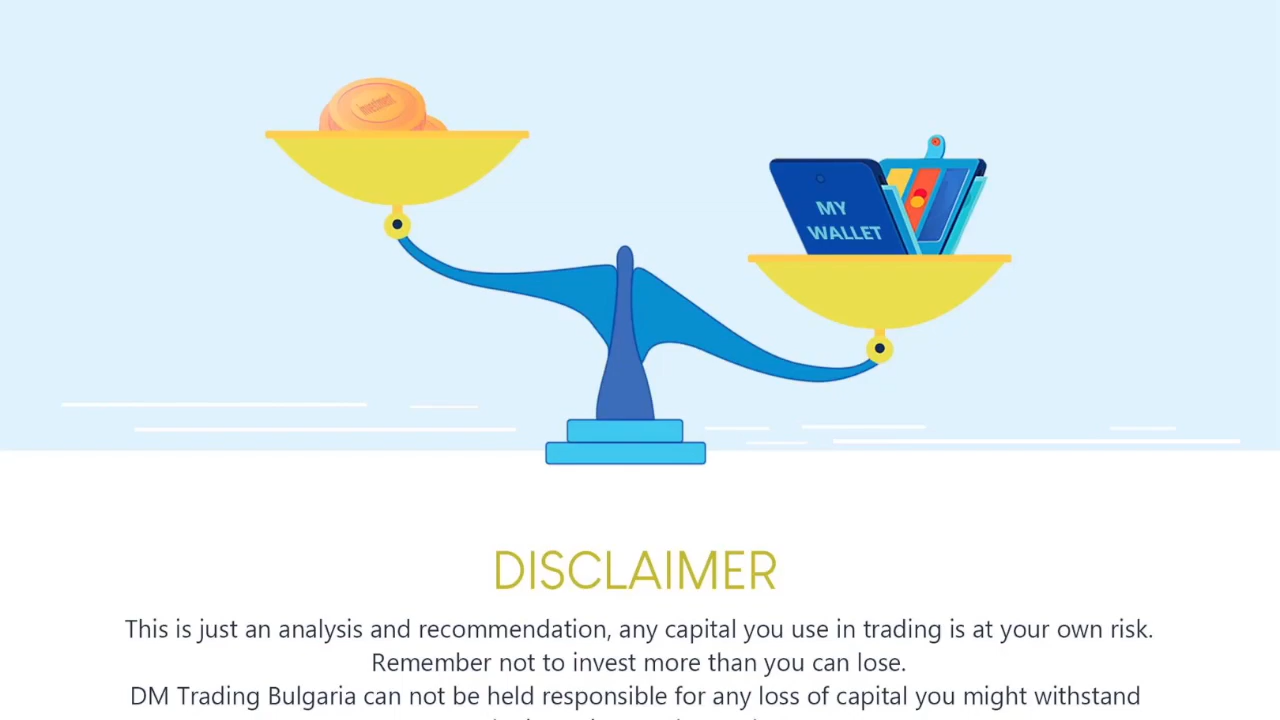 Investment
MY
WALLET
DISCLAIMER
This is just an analysis and recommendation, any capital you use in trading is at your own risk.
Remember not to invest more than you can lose.
DM Trading Bulgaria can not be held responsible for any loss of capital you might withstand